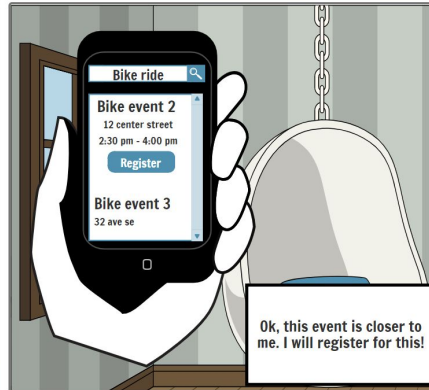 Bike ride
Bike event 2
12 center street
2:30 pm - 4:00 pm
Register
Bike event 3
32 ave se
Ok, this event is closer to
me. I will register for this!